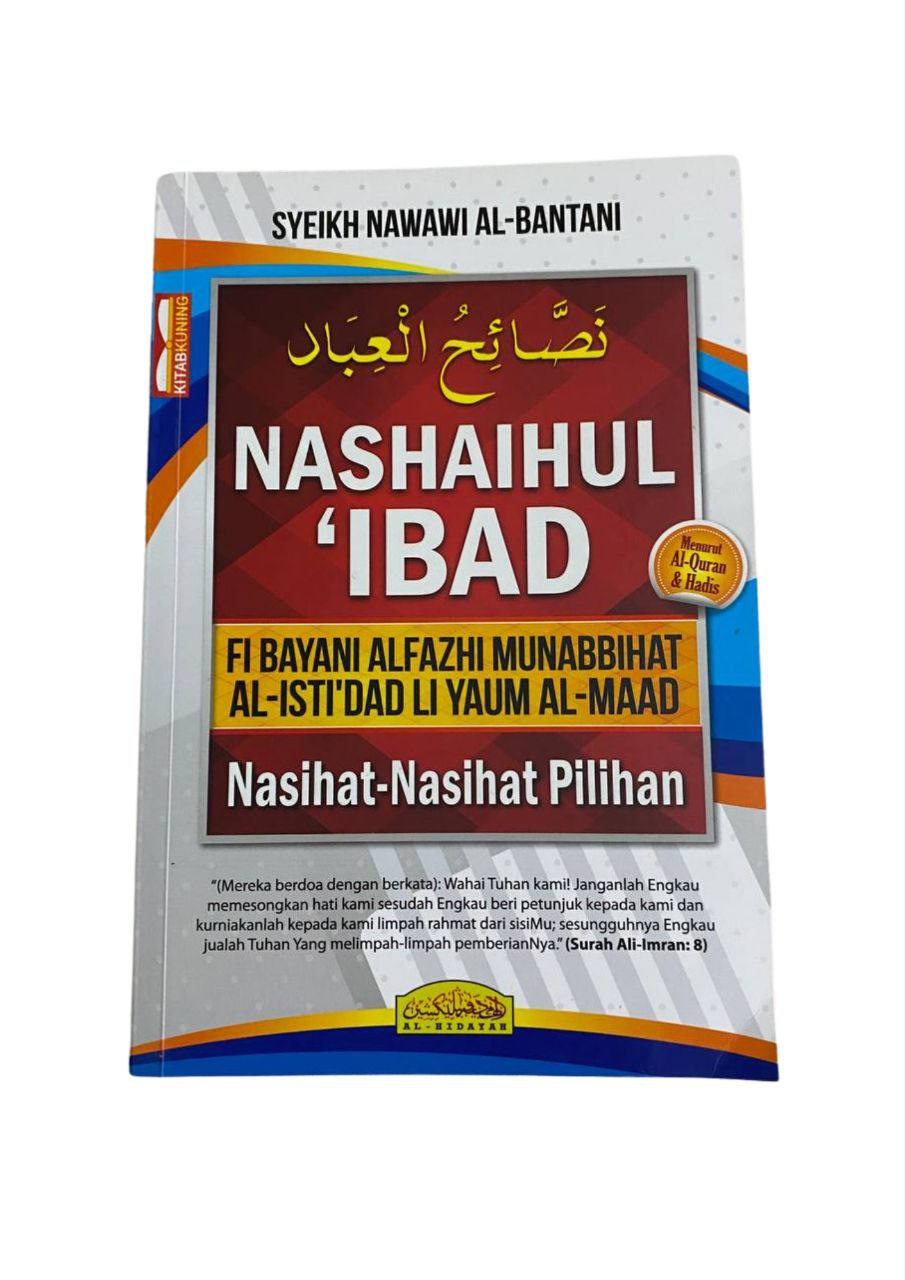 SYEIKH NAWAWI AL-BANTANI
KITABKUNING
نَصَّائِحُ الْعِبَاد
NASHAIHUL
'IBAD
Menurut
Al-Quran
& Hadis
FI BAYANI ALFAZHI MUNABBIHAT
AL-ISTI'DAD LI YAUM AL-MAAD
Nasihat-Nasihat Pilihan
"(Mereka berdoa dengan berkata): Wahai Tuhan kami! Janganlah Engkau
memesongkan hati kami sesudah Engkau beri petunjuk kepada kami dan
kurniakanlah kepada kami limpah rahmat dari sisiMu; sesungguhnya Engkau
jualah Tuhan Yang melimpah-limpah pemberianNya." (Surah Ali-Imran: 8)
AL-HIDAYAH